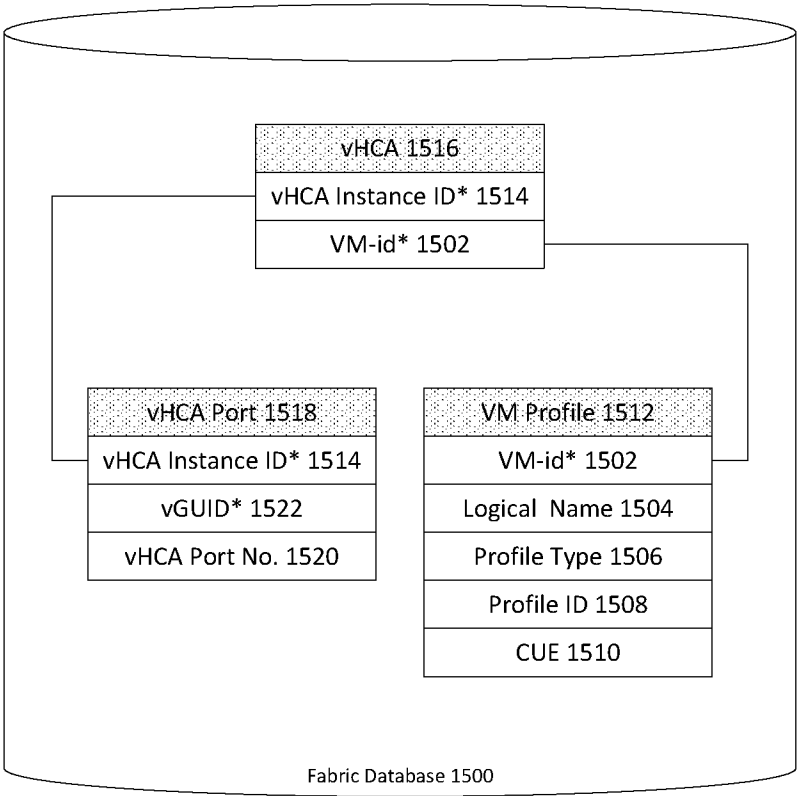 vHCA 1516
vHCA Instance ID* 1514
VM-id* 1502
vHCA Port 1518
vHCA Instance ID* 1514
vGUID* 1522
vHCA Port No. 1520
VM Profile 1512
VM-id* 1502
Logical Name 1504
Profile Type 1506
Profile ID 1508
CUE 1510
Fabric Database 1500